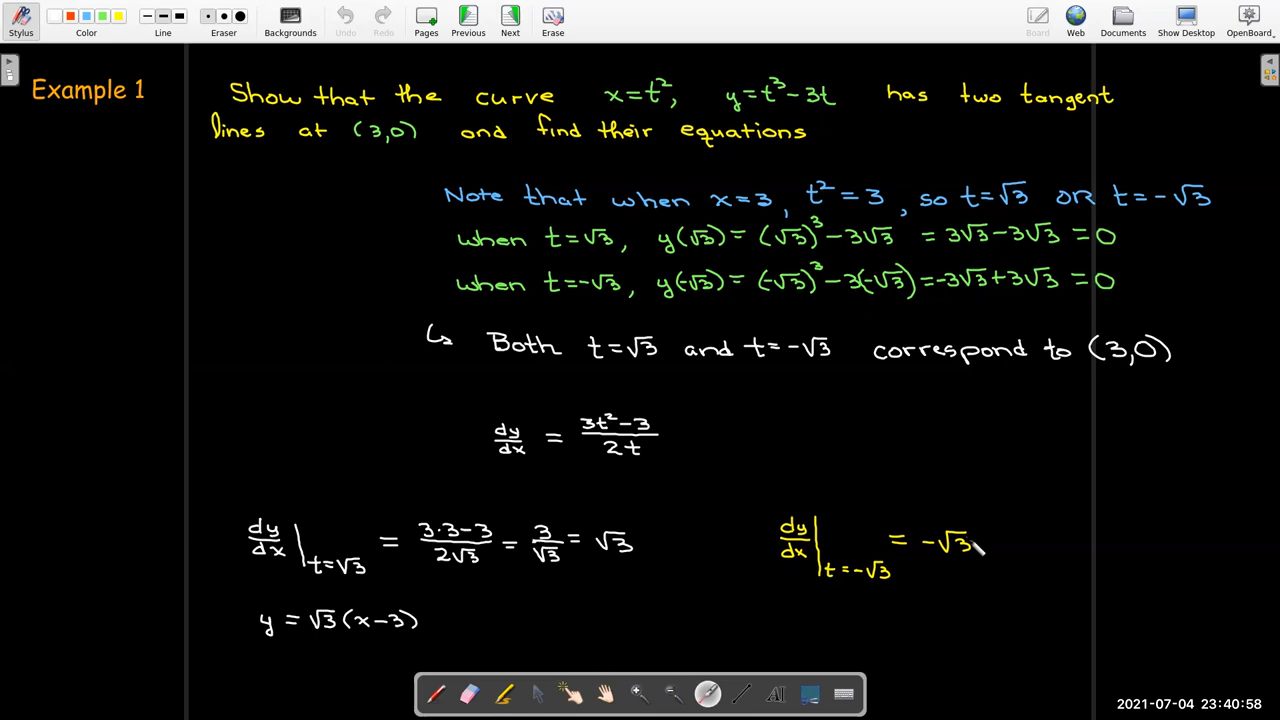 Stylus Color Line Eraser Backgrounds Undo Redo Pages Previous Next Erase Board Web Documents Show Desktop OpenBoard
Example 1
Show that the curve x=t², y=t³-3t has two tangent
lines at (3,0) and find their equations
Note that when x=3, t²=3, so t=√3 OR t=-√3
when t=√3, y(√3)=(√3)³-3√3 = 3√3-3√3 = 0
when t=-√3, y(-√3)=(-√3)³-3(-√3)=-3√3+3√3 = 0
↳ Both t=√3 and t=-√3 correspond to (3,0)
dy/dx = (3t²-3)/(2t)
dy/dx |t=√3 = (3·3-3)/(2√3) = 3/√3 = √3
dy/dx |t=-√3 = -√3
y = √3(x-3)
AI
2021-07-04 23:40:58